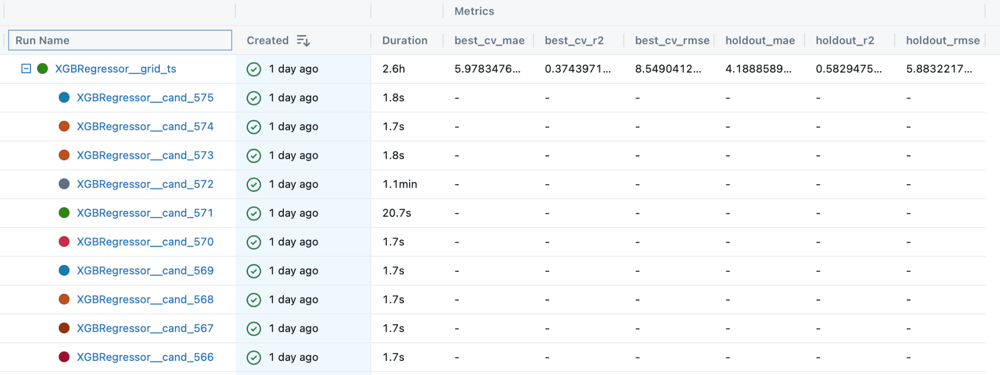 Metrics
Run Name Created Duration best_cv_mae best_cv_r2 best_cv_rmse holdout_mae holdout_r2 holdout_rmse
XGBRegressor__grid_ts 1 day ago 2.6h 5.9783476... 0.3743971... 8.5490412... 4.1888589... 0.5829475... 5.8832217...
XGBRegressor__cand_575 1 day ago 1.8s - - - - - -
XGBRegressor__cand_574 1 day ago 1.7s - - - - - -
XGBRegressor__cand_573 1 day ago 1.8s - - - - - -
XGBRegressor__cand_572 1 day ago 1.1min - - - - - -
XGBRegressor__cand_571 1 day ago 20.7s - - - - - -
XGBRegressor__cand_570 1 day ago 1.7s - - - - - -
XGBRegressor__cand_569 1 day ago 1.7s - - - - - -
XGBRegressor__cand_568 1 day ago 1.7s - - - - - -
XGBRegressor__cand_567 1 day ago 1.7s - - - - - -
XGBRegressor__cand_566 1 day ago 1.7s - - - - - -